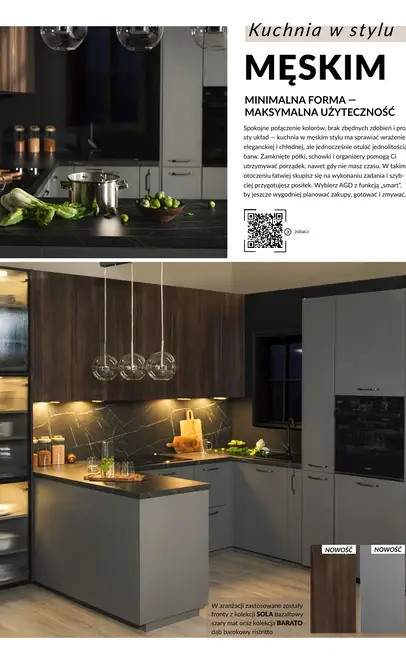 Kuchnia w stylu
MĘSKIM
MINIMALNA FORMA —
MAKSYMALNA UŻYTECZNOŚĆ
Spokojne połączenie kolorów, brak zbędnych zdobień i pro
sty układ — kuchnia w męskim stylu ma sprawiać wrażenie
eleganckiej i chłodnej, ale jednocześnie otulać jednolitością
barw. Zamknięte półki, schowki i organizery pomogą Ci
utrzymywać porządek, nawet gdy nie masz czasu. W takim
otoczeniu łatwiej skupisz się na wykonaniu zadania i szyb-
ciej przygotujesz posiłek. Wybierz AGD z funkcją „smart”,
by jeszcze wygodniej planować zakupy, gotować i zmywać.
zobacz
NOWOŚĆ NOWOŚĆ
W aranżacji zastosowane zostały
fronty z kolekcji SOLA bazaltowy
szary mat oraz kolekcja BARATO
dąb barokowy ristritto